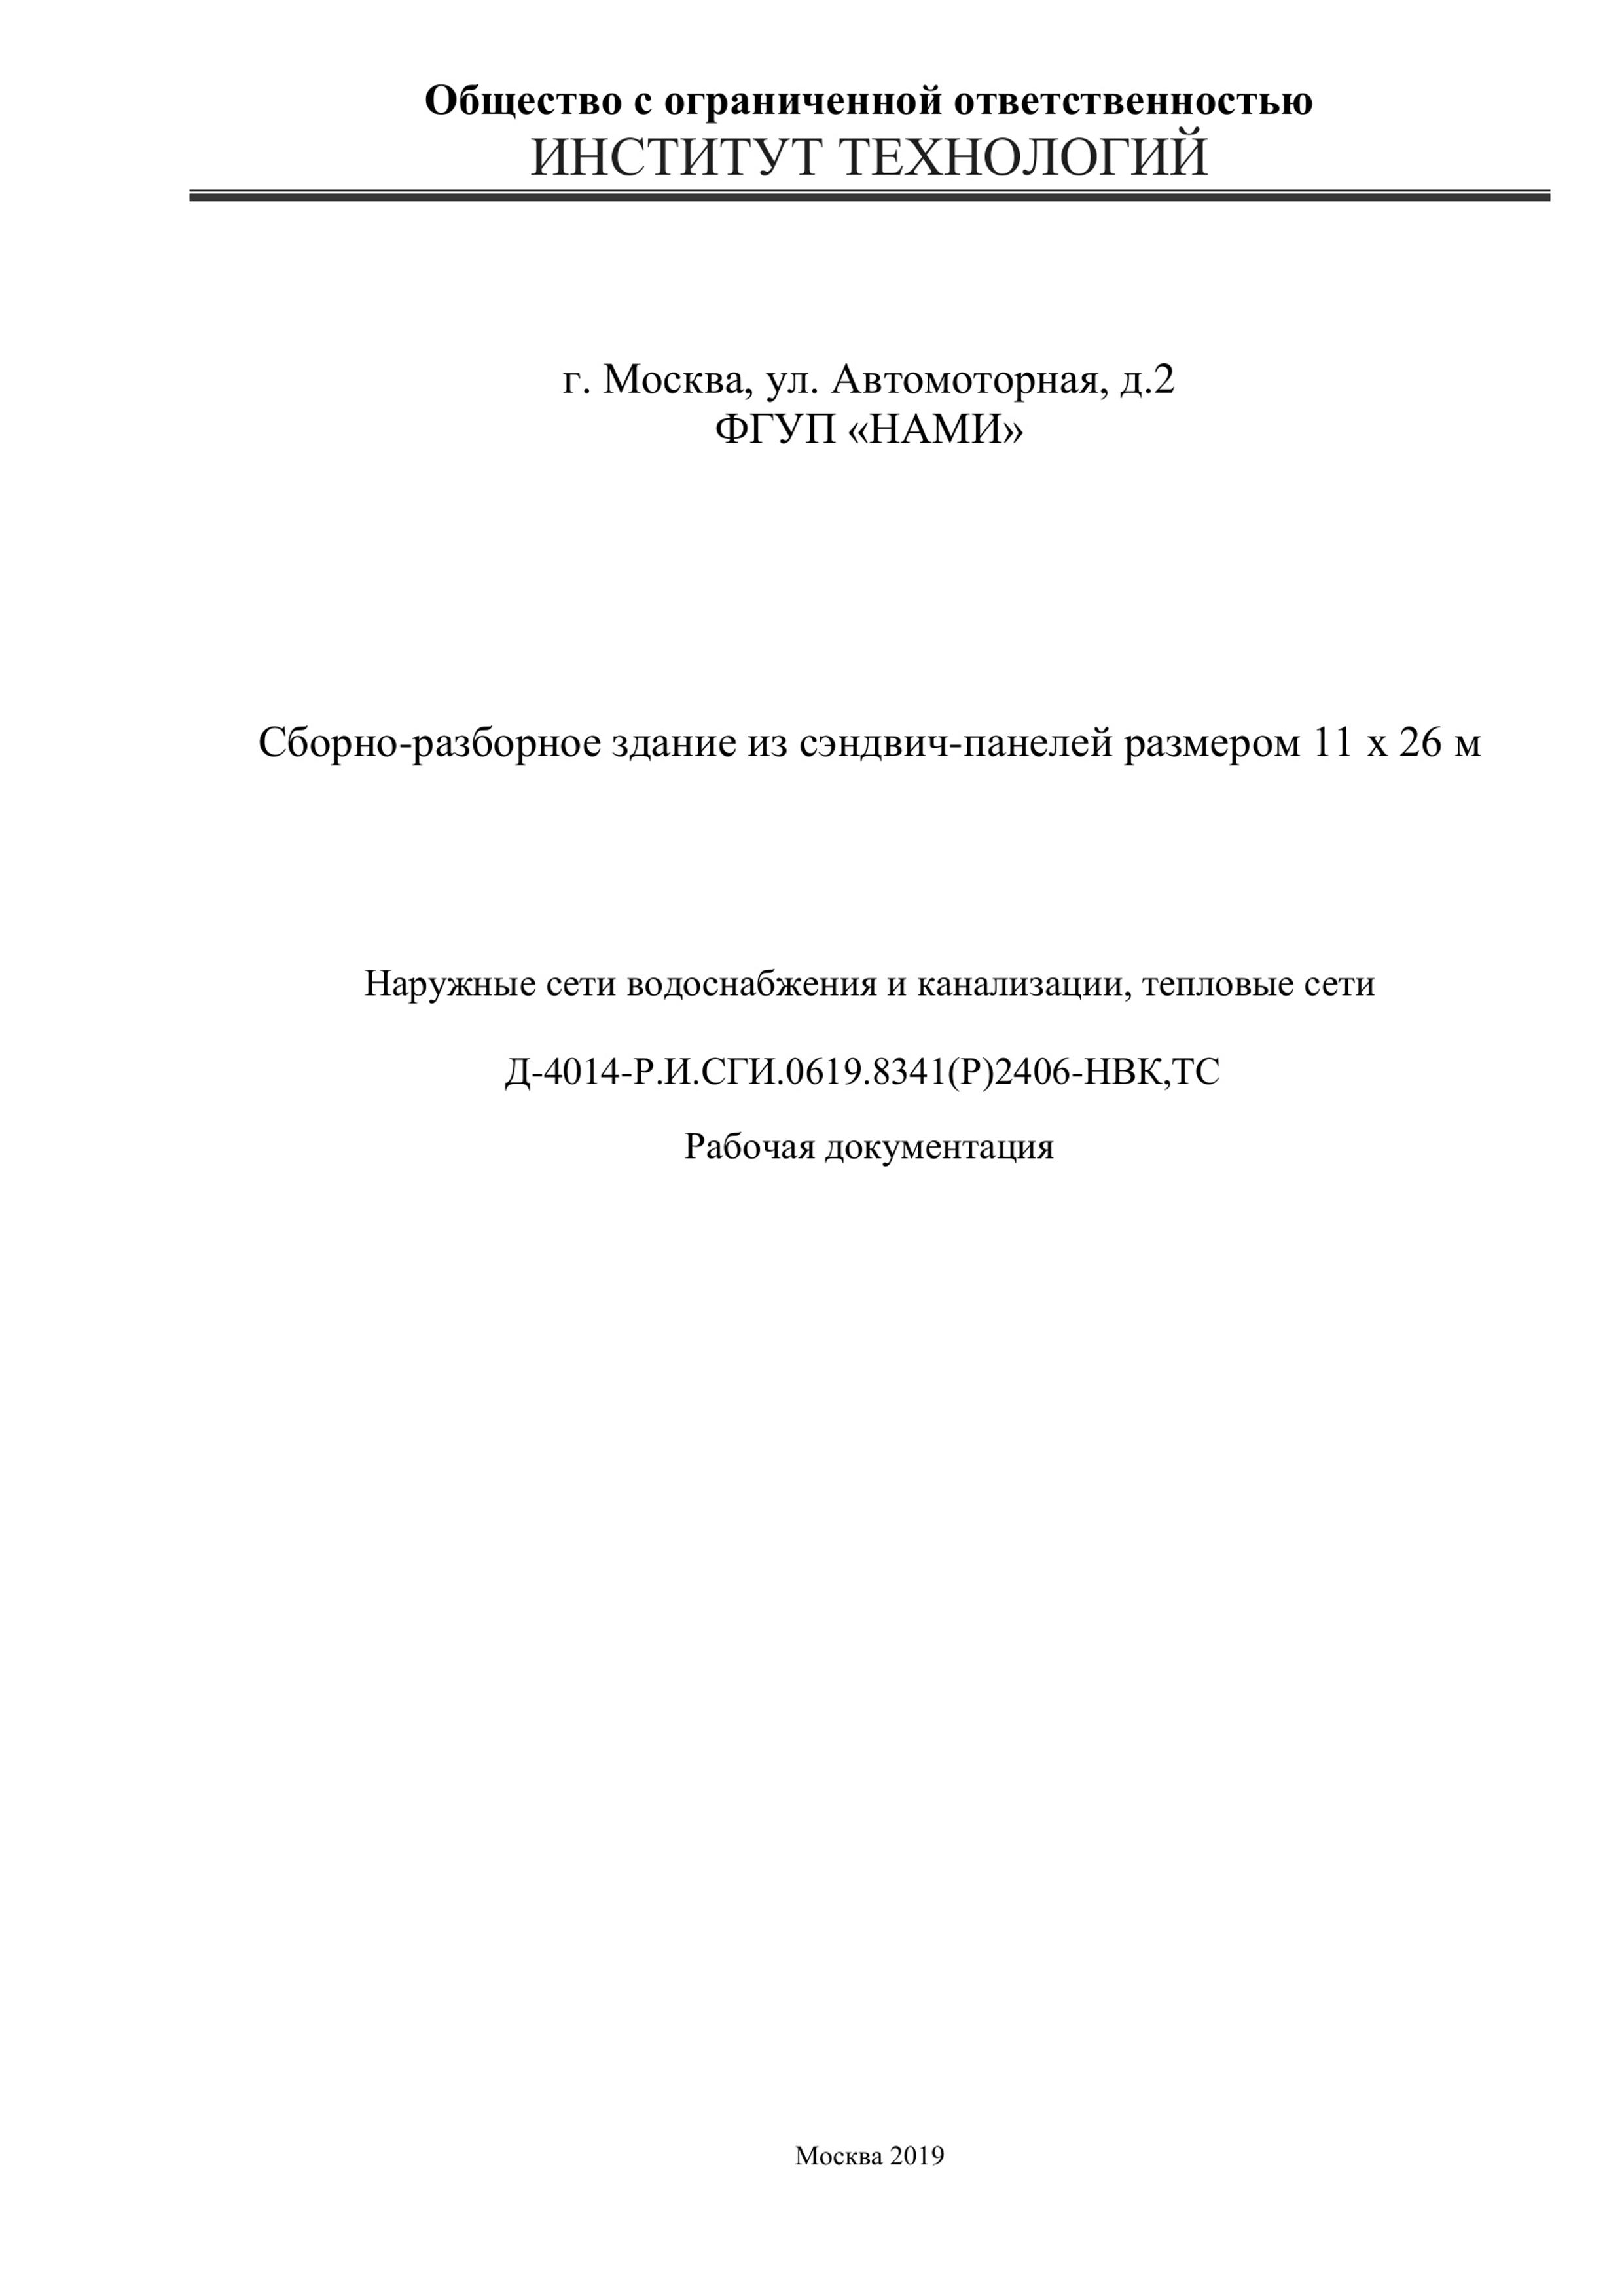 Общество с ограниченной ответственностью
ИНСТИТУТ ТЕХНОЛОГИЙ
г. Москва, ул. Автомоторная, д.2
ФГУП «НАМИ»
Сборно-разборное здание из сэндвич-панелей размером 11 х 26 м
Наружные сети водоснабжения и канализации, тепловые сети
Д-4014-Р.И.СГИ.0619.8341(Р)2406-НВК,ТС
Рабочая документация
Москва 2019